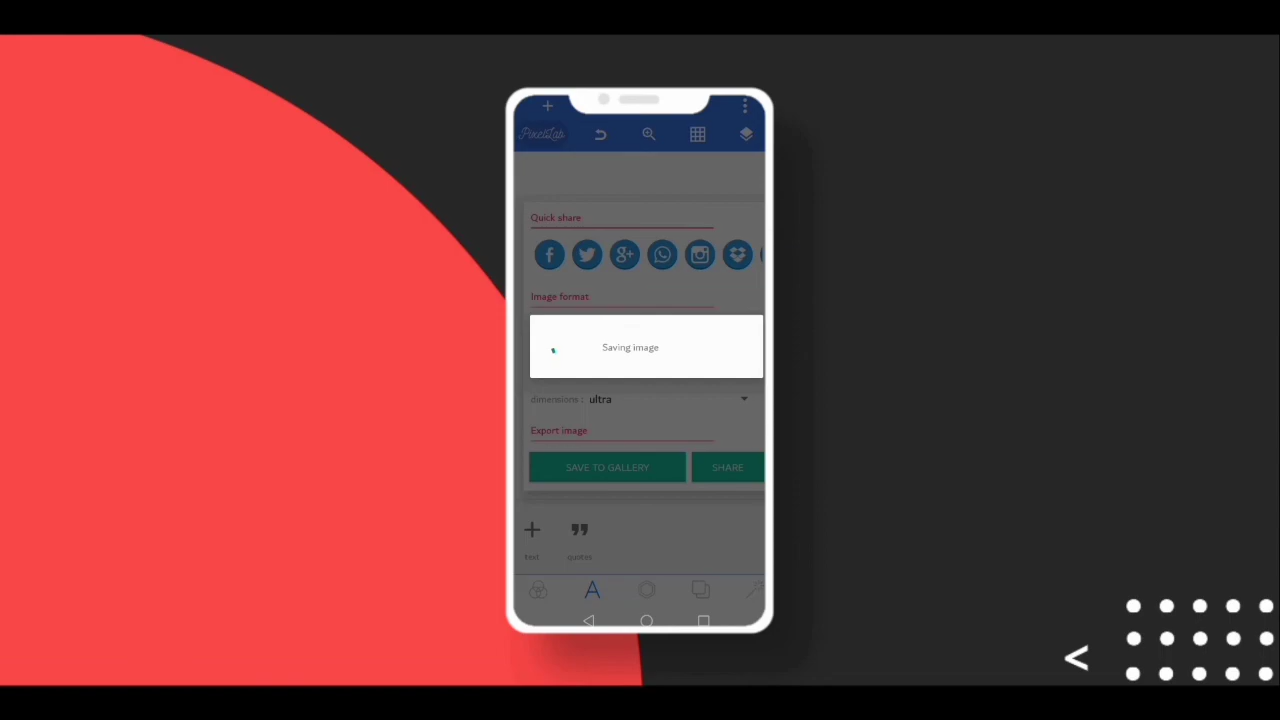 PixelLab
Quick share
Image format
Saving image
dimensions : ultra
Export image
SAVE TO GALLERY SHARE
text quotes